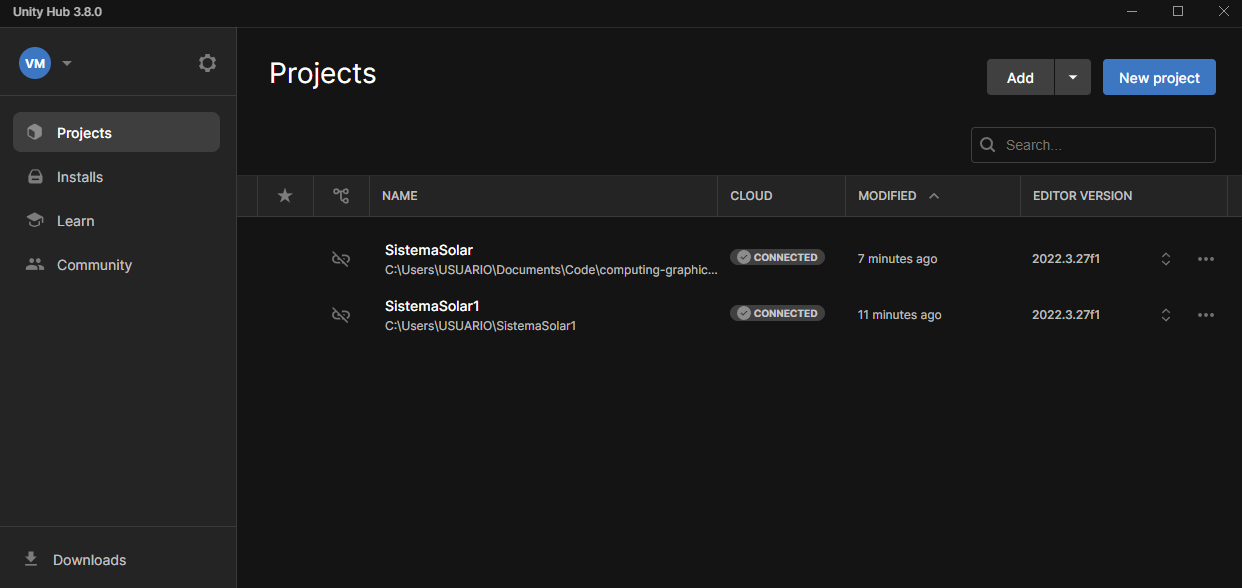 Unity Hub 3.8.0
VM
Projects
Installs
Learn
Community
Downloads
Projects
Add
New project
Search...
NAME CLOUD MODIFIED EDITOR VERSION
SistemaSolar
C:\Users\USUARIO\Documents\Code\computing-graphic...
CONNECTED 7 minutes ago 2022.3.27f1
SistemaSolar1
C:\Users\USUARIO\SistemaSolar1
CONNECTED 11 minutes ago 2022.3.27f1